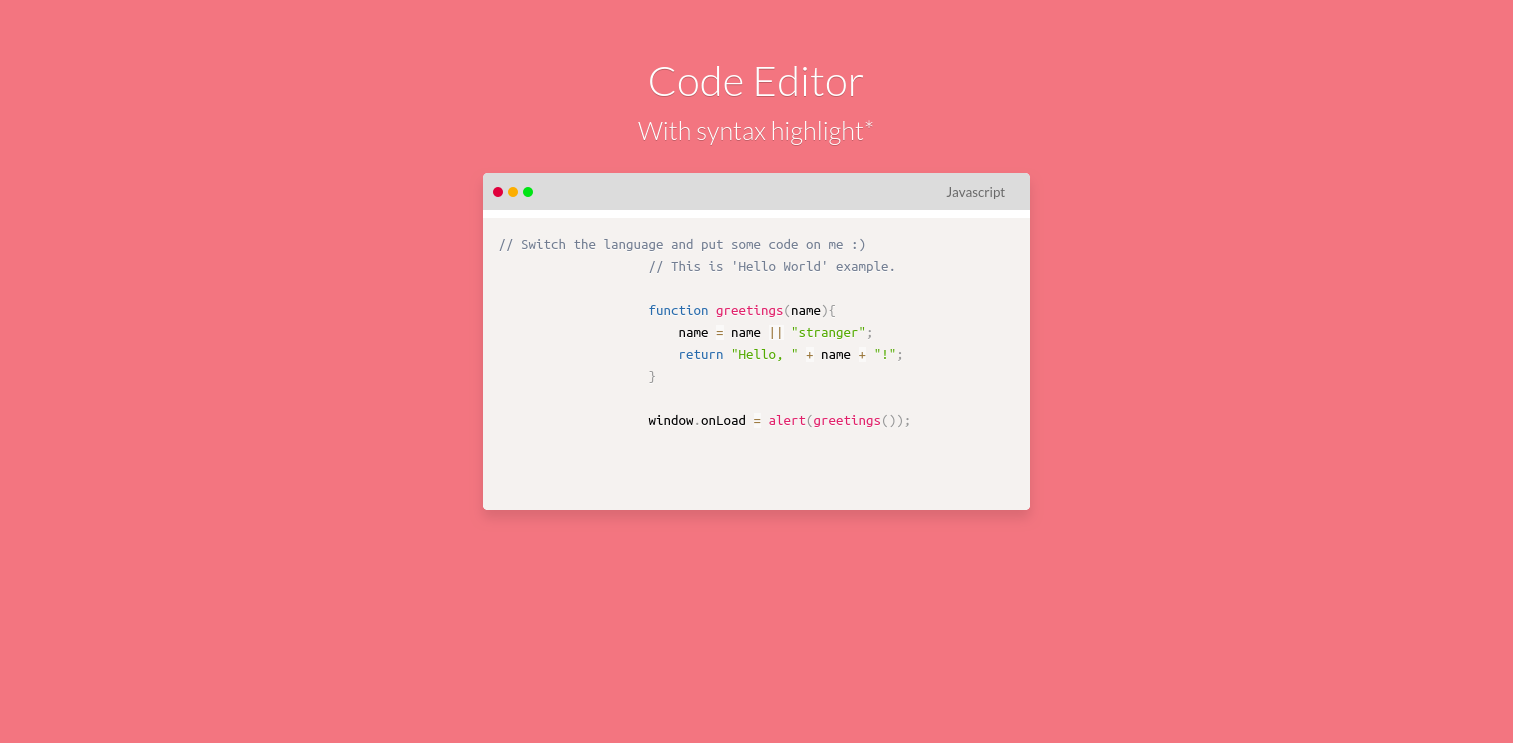 Code Editor
With syntax highlight*
Javascript
// Switch the language and put some code on me :)
// This is 'Hello World' example.
function greetings(name){
name = name || "stranger";
return "Hello, " + name + "!";
}
window.onLoad = alert(greetings());